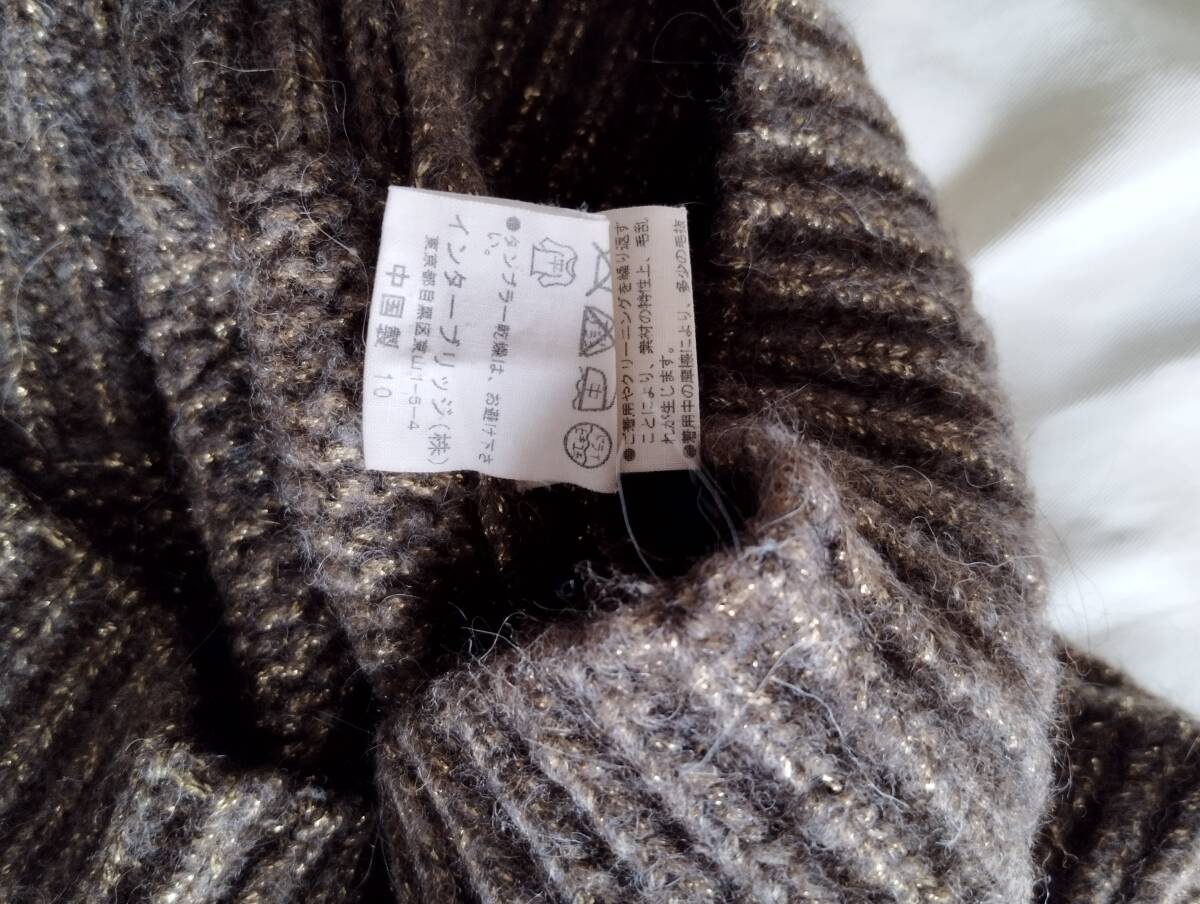 ●タンブラー乾燥は、お避け下さ
い。
インターブリッジ(株)
東京都目黒区東山1-5-4
中国製 10
●ご着用やクリーニングを繰り返す
ことにより、素材の特性上、毛乱
れが生じます。
●着用中の摩擦により、多少の毛抜